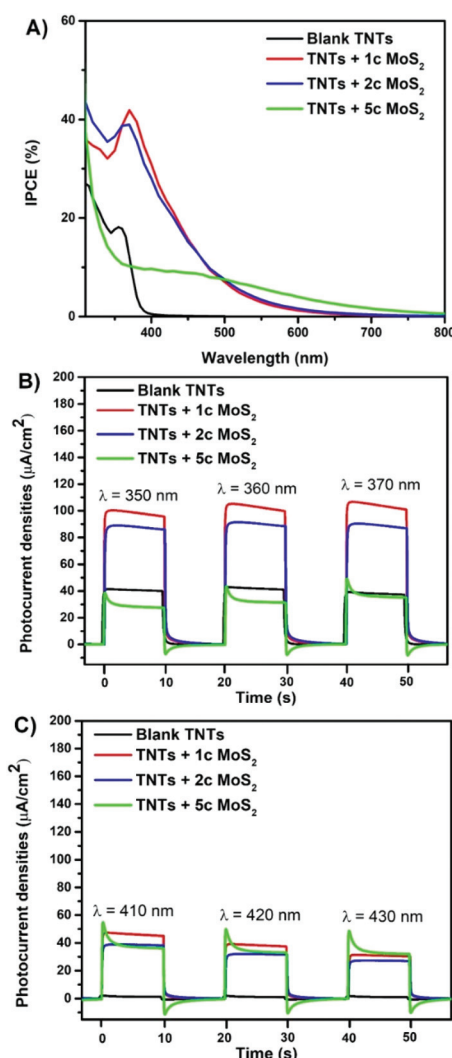 A)
60
40
20
0
IPCE (%)
Blank TNTs
TNTs + 1c MoS₂
TNTs + 2c MoS₂
TNTs + 5c MoS₂
400 500 600 700 800
Wavelength (nm)
B)
200
180
160
140
120
100
80
60
40
20
0
Photocurrent densities (μA/cm²)
Blank TNTs
TNTs + 1c MoS₂
TNTs + 2c MoS₂
TNTs + 5c MoS₂
λ = 350 nm λ = 360 nm λ = 370 nm
0 10 20 30 40 50
Time (s)
C)
200
180
160
140
120
100
80
60
40
20
0
Photocurrent densities (μA/cm²)
Blank TNTs
TNTs + 1c MoS₂
TNTs + 2c MoS₂
TNTs + 5c MoS₂
λ = 410 nm λ = 420 nm λ = 430 nm
0 10 20 30 40 50
Time (s)